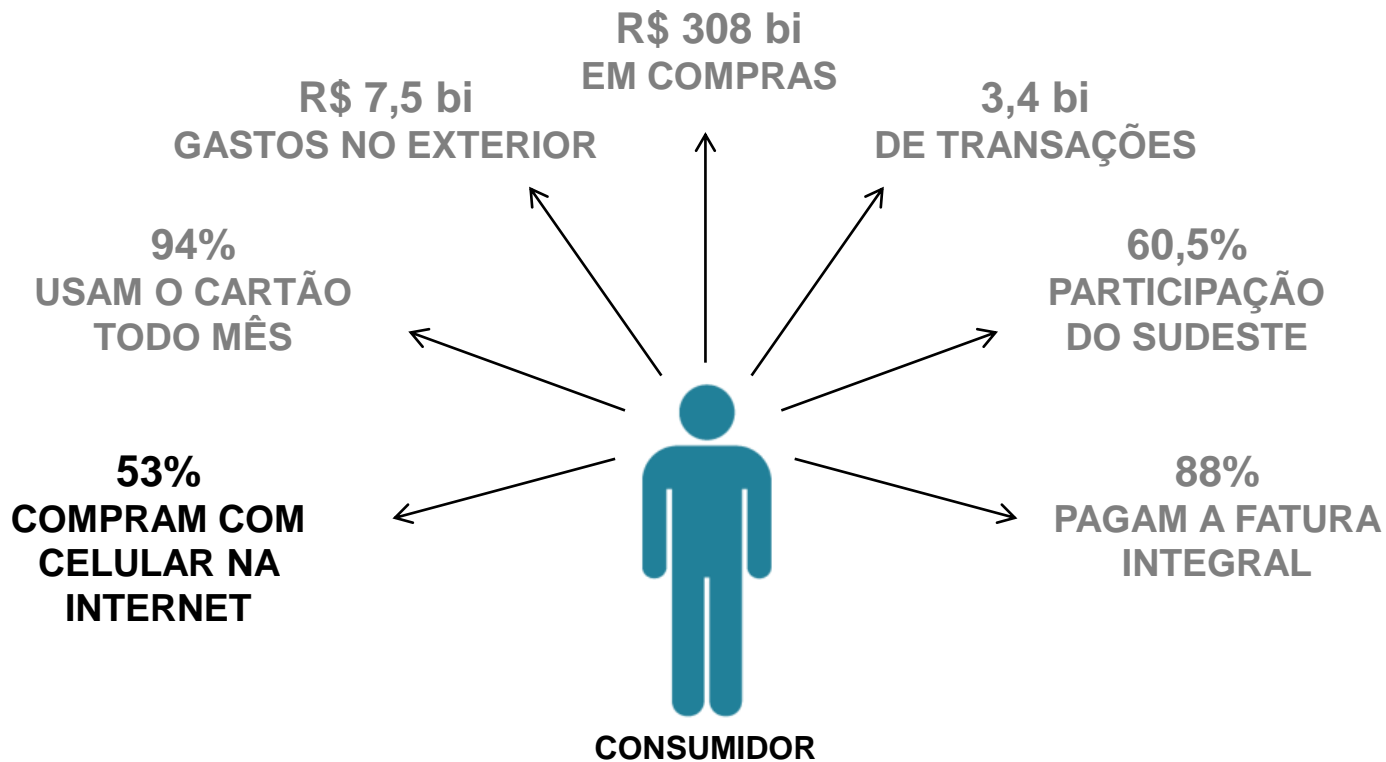 R$ 308 bi
EM COMPRAS
R$ 7,5 bi
GASTOS NO EXTERIOR
3,4 bi
DE TRANSAÇÕES
94%
USAM O CARTÃO
TODO MÊS
60,5%
PARTICIPAÇÃO
DO SUDESTE
53%
COMPRAM COM
CELULAR NA
INTERNET
88%
PAGAM A FATURA
INTEGRAL
CONSUMIDOR